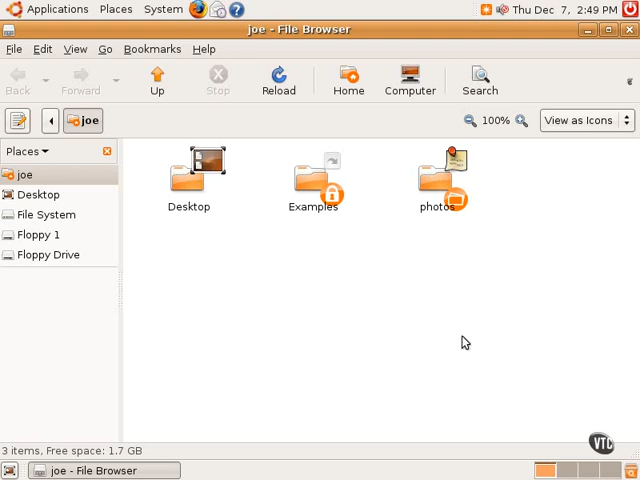 Applications Places System Thu Dec 7, 2:49 PM
joe - File Browser
File Edit View Go Bookmarks Help
Back Forward Up Stop Reload Home Computer Search
joe 100% View as Icons
Places
joe
Desktop
File System
Floppy 1
Floppy Drive
Desktop Examples photos
3 items, Free space: 1.7 GB
VTC
joe - File Browser